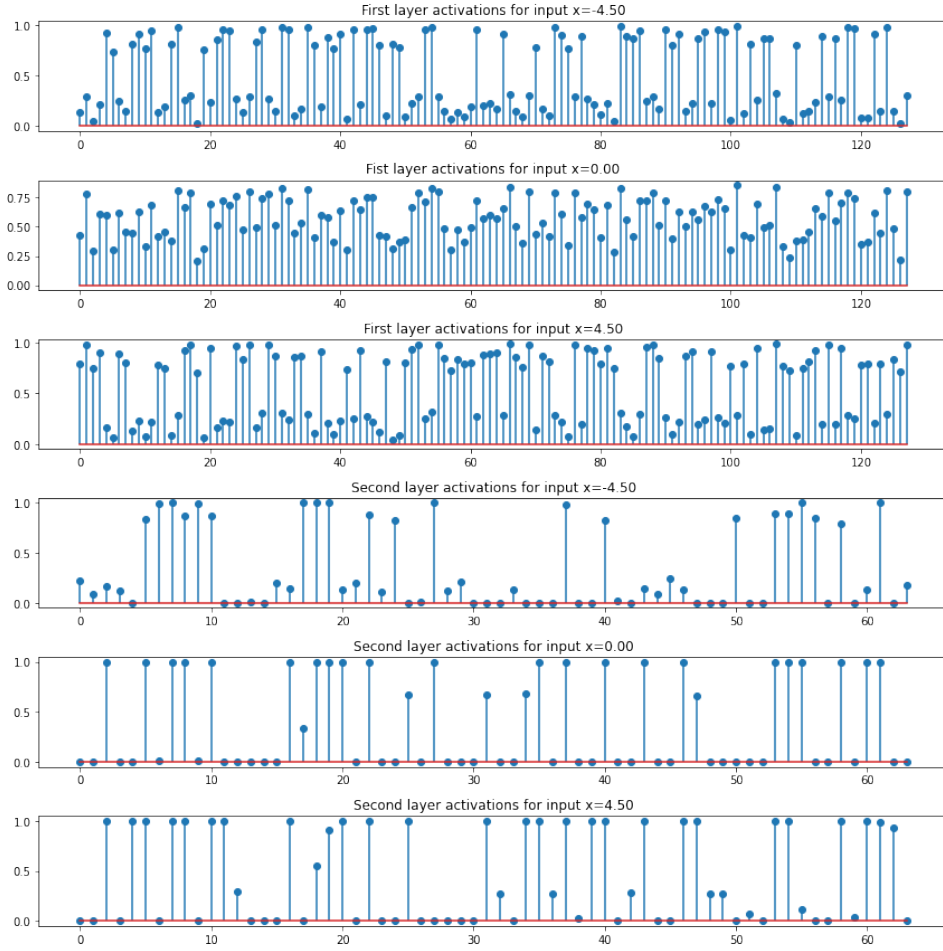 First layer activations for input x=-4.50
1.0
0.5
0.0
0 20 40 60 80 100 120
Fist layer activations for input x=0.00
0.75
0.50
0.25
0.00
0 20 40 60 80 100 120
First layer activations for input x=4.50
1.0
0.5
0.0
0 20 40 60 80 100 120
Second layer activations for input x=-4.50
1.0
0.5
0.0
0 10 20 30 40 50 60
Second layer activations for input x=0.00
1.0
0.5
0.0
0 10 20 30 40 50 60
Second layer activations for input x=4.50
1.0
0.5
0.0
0 10 20 30 40 50 60